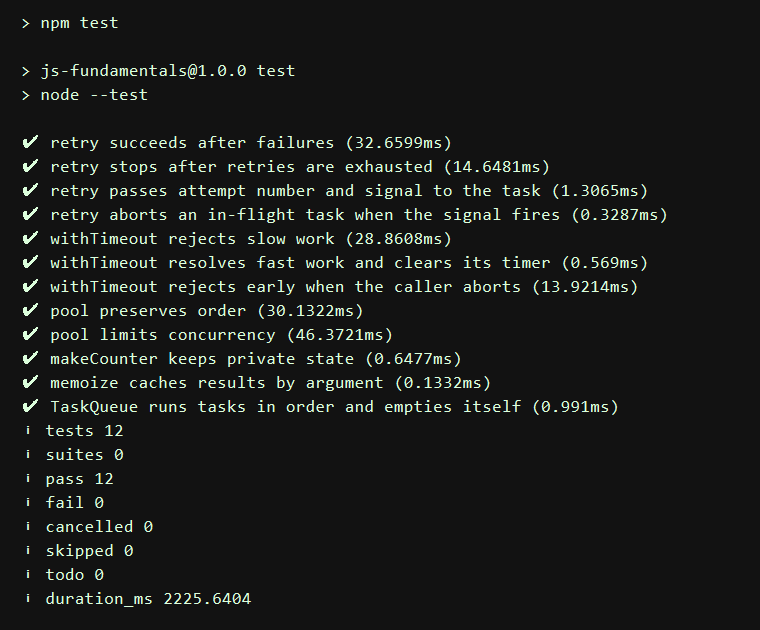 > npm test
> js-fundamentals@1.0.0 test
> node --test
✔ retry succeeds after failures (32.6599ms)
✔ retry stops after retries are exhausted (14.6481ms)
✔ retry passes attempt number and signal to the task (1.3065ms)
✔ retry aborts an in-flight task when the signal fires (0.3287ms)
✔ withTimeout rejects slow work (28.8608ms)
✔ withTimeout resolves fast work and clears its timer (0.569ms)
✔ withTimeout rejects early when the caller aborts (13.9214ms)
✔ pool preserves order (30.1322ms)
✔ pool limits concurrency (46.3721ms)
✔ makeCounter keeps private state (0.6477ms)
✔ memoize caches results by argument (0.1332ms)
✔ TaskQueue runs tasks in order and empties itself (0.991ms)
ℹ tests 12
ℹ suites 0
ℹ pass 12
ℹ fail 0
ℹ cancelled 0
ℹ skipped 0
ℹ todo 0
ℹ duration_ms 2225.6404